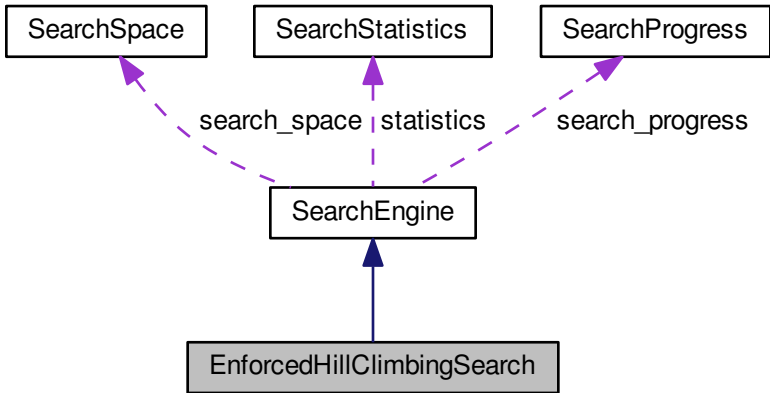 SearchSpace SearchStatistics SearchProgress
search_space statistics search_progress
SearchEngine
EnforcedHillClimbingSearch